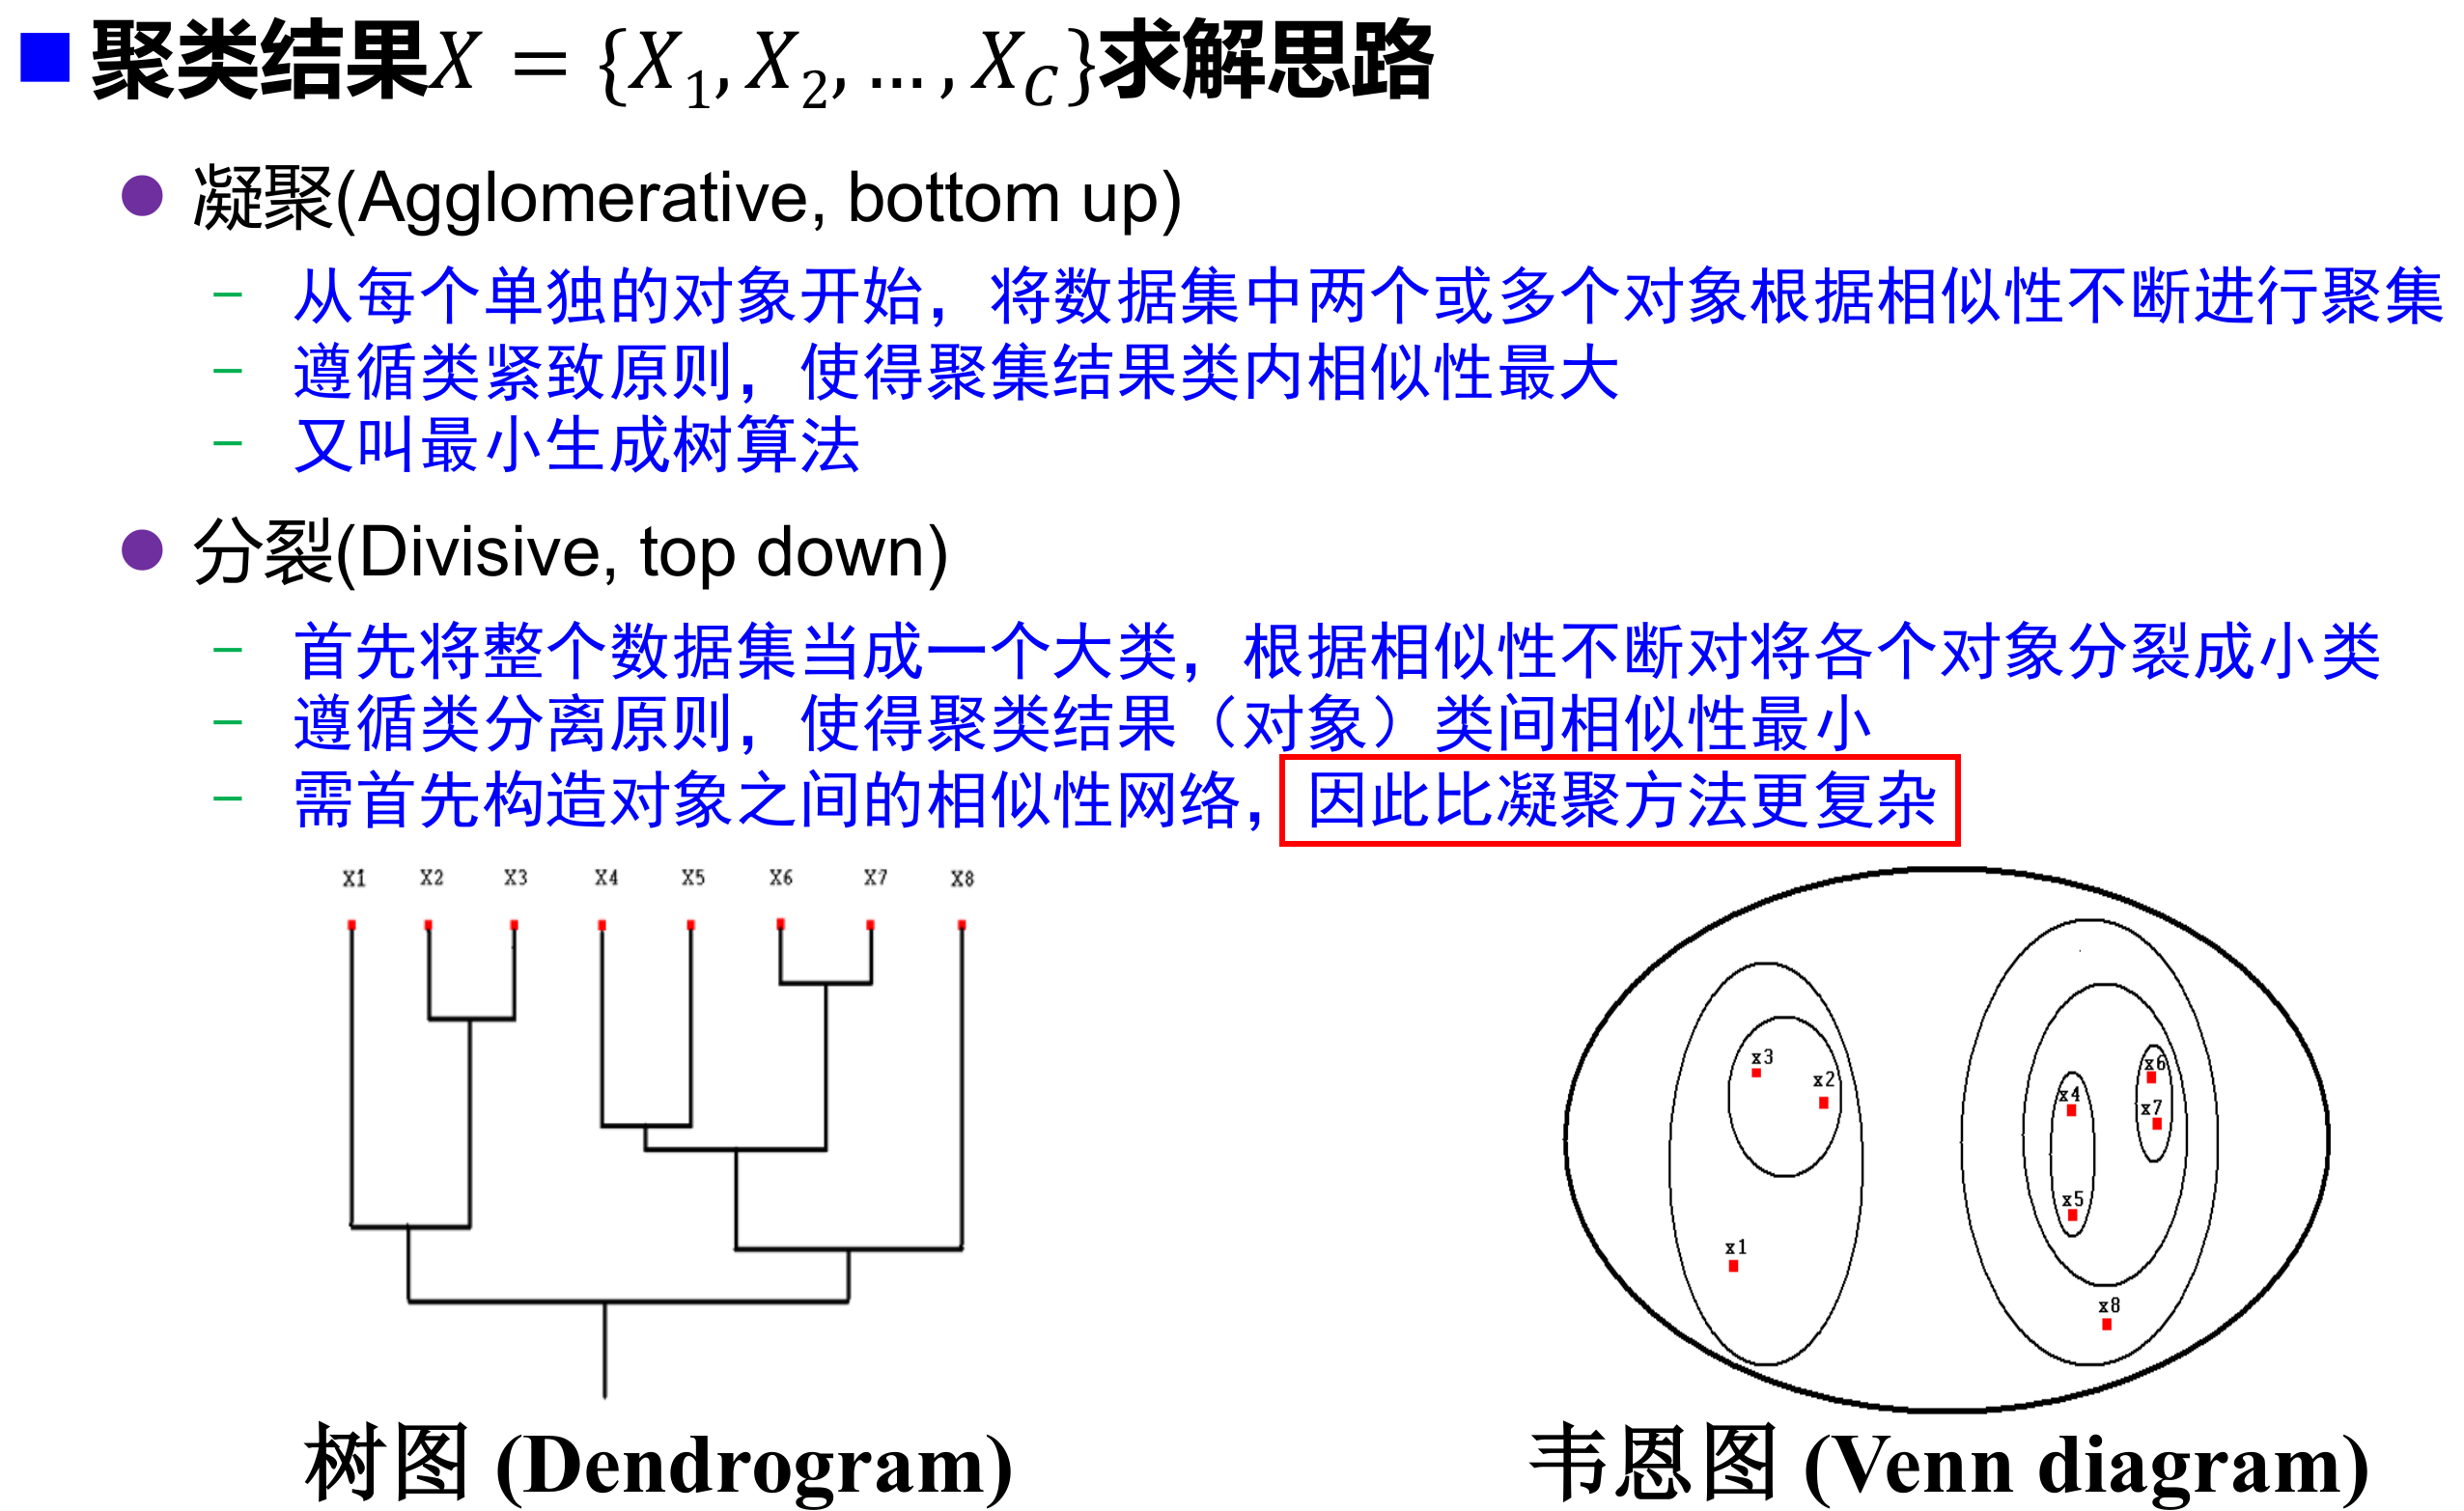 聚类结果X = {X₁, X₂, … , X_C}求解思路
凝聚(Agglomerative, bottom up)
– 从每个单独的对象开始，将数据集中两个或多个对象根据相似性不断进行聚集
– 遵循类紧致原则，使得聚集结果类内相似性最大
– 又叫最小生成树算法
分裂(Divisive, top down)
– 首先将整个数据集当成一个大类，根据相似性不断对将各个对象分裂成小类
– 遵循类分离原则，使得聚类结果（对象）类间相似性最小
– 需首先构造对象之间的相似性网络，因此比凝聚方法更复杂
X1 X2 X3 X4 X5 X6 X7 X8
x3
x2
x1
x6
x4
x7
x5
x8
树图 (Dendrogram)
韦恩图 (Venn diagram)